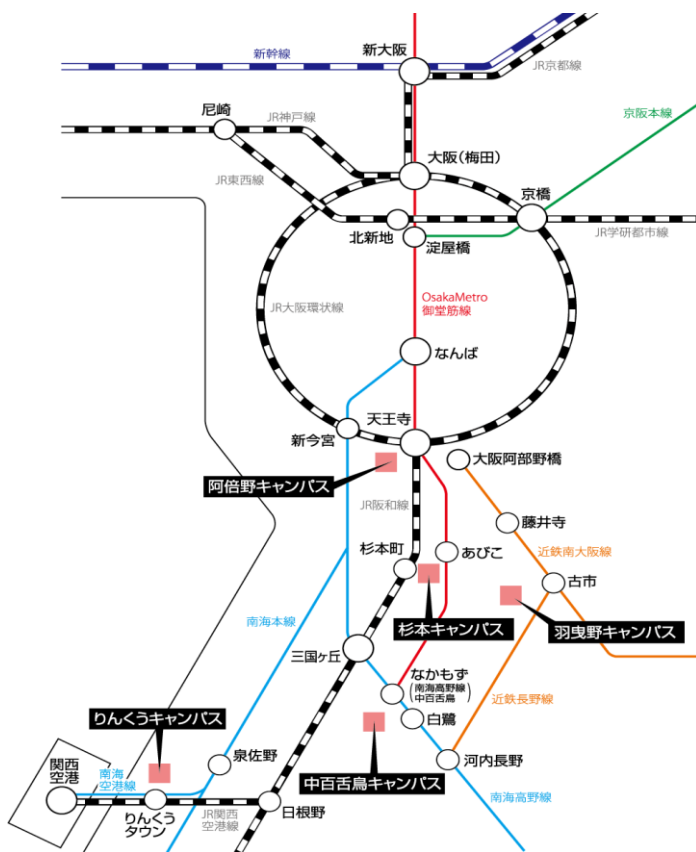 新大阪
新幹線
JR京都線
尼崎
JR神戸線
京阪本線
大阪(梅田)
JR東西線
京橋
北新地
淀屋橋
JR学研都市線
OsakaMetro
御堂筋線
JR大阪環状線
なんば
天王寺
新今宮
大阪阿部野橋
阿倍野キャンパス
JR阪和線
藤井寺
杉本町
あびこ
近鉄南大阪線
古市
南海本線
杉本キャンパス
羽曳野キャンパス
三国ヶ丘
なかもず
(南海高野線
中百舌鳥)
近鉄長野線
りんくうキャンパス
白鷺
泉佐野
河内長野
関西
空港
南海
空港線
中百舌鳥キャンパス
りんくう
タウン
JR関西
空港線
日根野
南海高野線